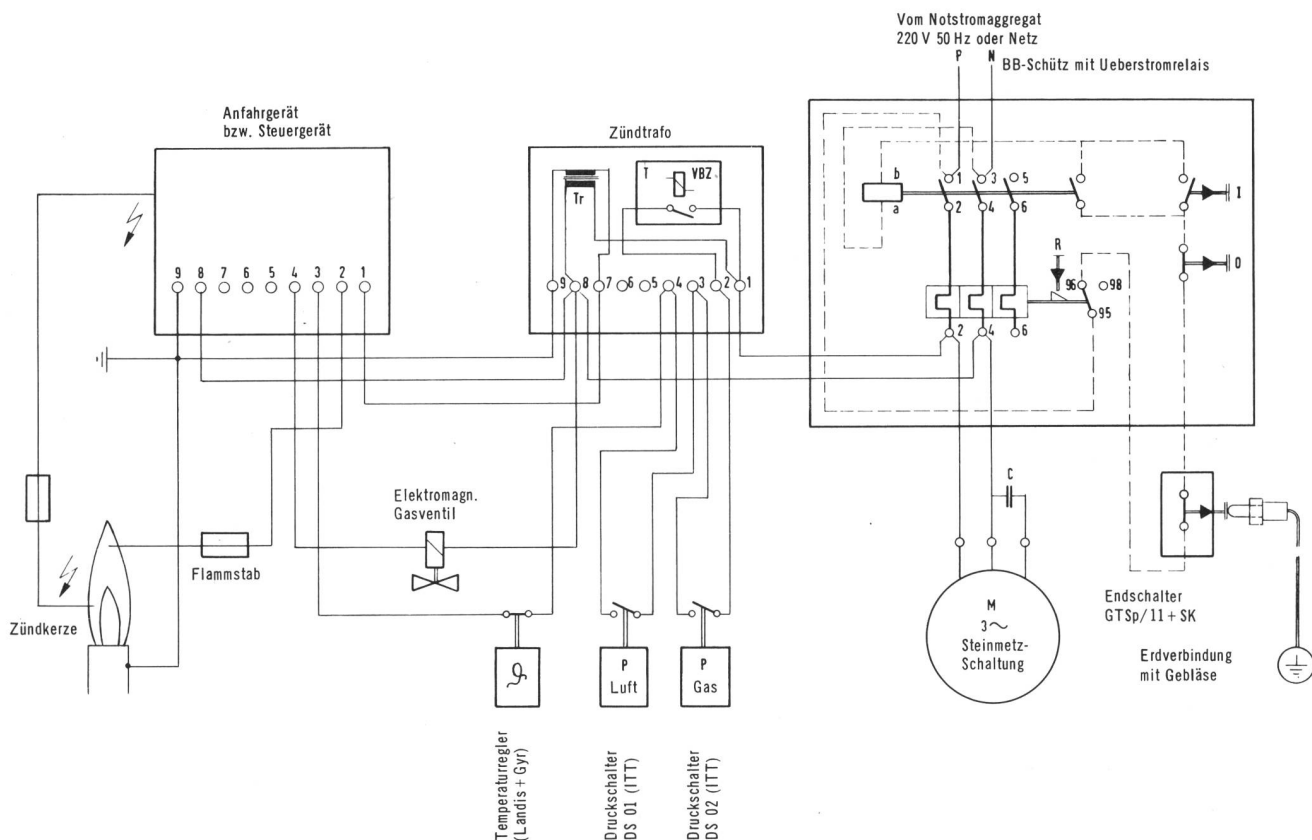 Vom Notstromaggregat
220 V 50 Hz oder Netz
P N
BB-Schütz mit Ueberstromrelais
Anfahrgerät
bzw. Steuergerät
Zündtrafo
T VBZ
Tr
b
a
1 3 5
2 4 6
I
O
R
96 98
95
9 8 7 6 5 4 3 2 1
9 8 7 6 5 4 3 2 1
2 4 6
C
Elektromagn.
Gasventil
Flammstab
Zündkerze
M
3~
Steinmetz-
Schaltung
Endschalter
GTSp/11 + SK
Erdverbindung
mit Gebläse
ϑ
P
Luft
P
Gas
Temperaturregler
(Landis + Gyr)
Druckschalter
DS 01 (ITT)
Druckschalter
DS 02 (ITT)